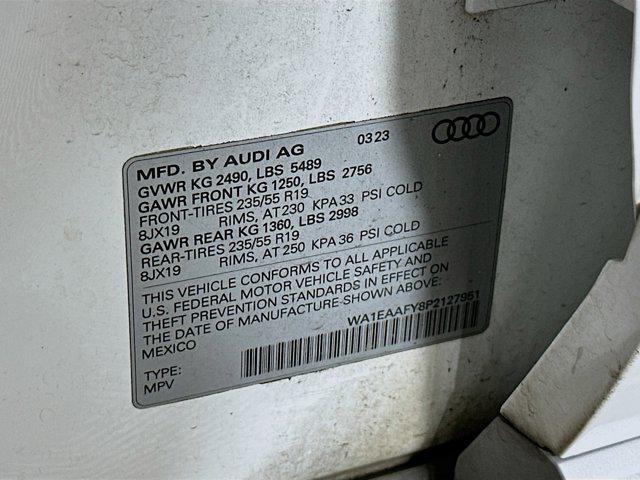 MFD. BY AUDI AG 03 23
GVWR KG 2490, LBS 5489
GAWR FRONT KG 1250, LBS 2756
FRONT-TIRES 235/55 R19
8JX19 RIMS, AT 230 KPA 33 PSI COLD
GAWR REAR KG 1360, LBS 2998
REAR-TIRES 235/55 R19
8JX19 RIMS, AT 250 KPA 36 PSI COLD
THIS VEHICLE CONFORMS TO ALL APPLICABLE
U.S. FEDERAL MOTOR VEHICLE SAFETY AND
THEFT PREVENTION STANDARDS IN EFFECT ON
THE DATE OF MANUFACTURE SHOWN ABOVE:
MEXICO WA1EAAFY8P2127951
TYPE:
MPV